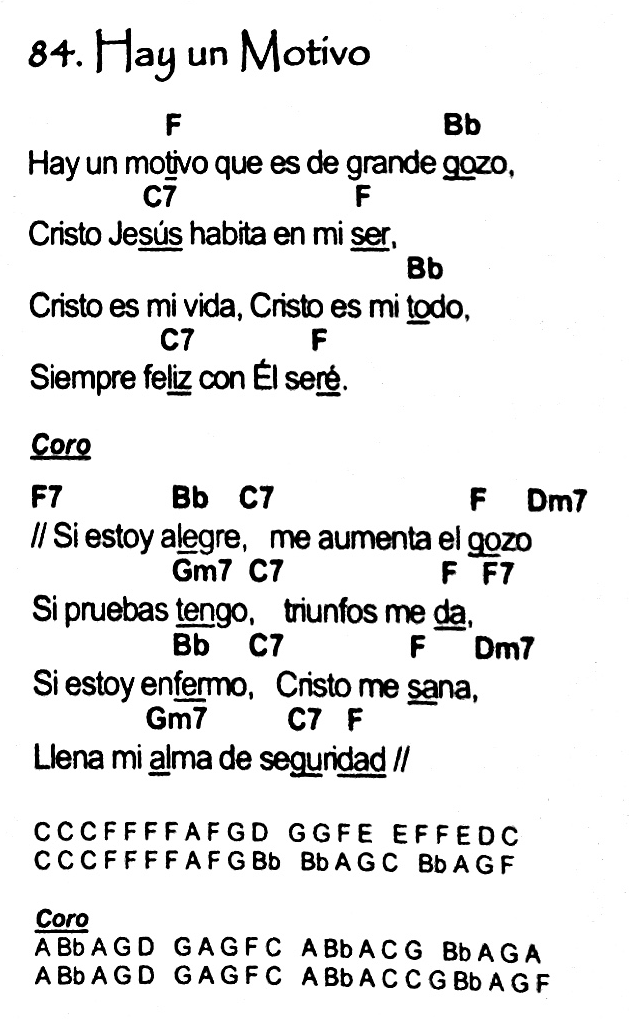 84. Hay un Motivo
F Bb
Hay un motivo que es de grande gozo,
C7 F
Cristo Jesús habita en mi ser,
Bb
Cristo es mi vida, Cristo es mi todo,
C7 F
Siempre feliz con Él seré.
Coro
F7 Bb C7 F Dm7
// Si estoy alegre, me aumenta el gozo
Gm7 C7 F F7
Si pruebas tengo, triunfos me da,
Bb C7 F Dm7
Si estoy enfermo, Cristo me sana,
Gm7 C7 F
Llena mi alma de seguridad //
C C C F F F F A F G D G G F E E F F E D C
C C C F F F F A F G Bb Bb A G C Bb A G F
Coro
A Bb A G D G A G F C A Bb A C G Bb A G A
A Bb A G D G A G F C A Bb A C C G Bb A G F